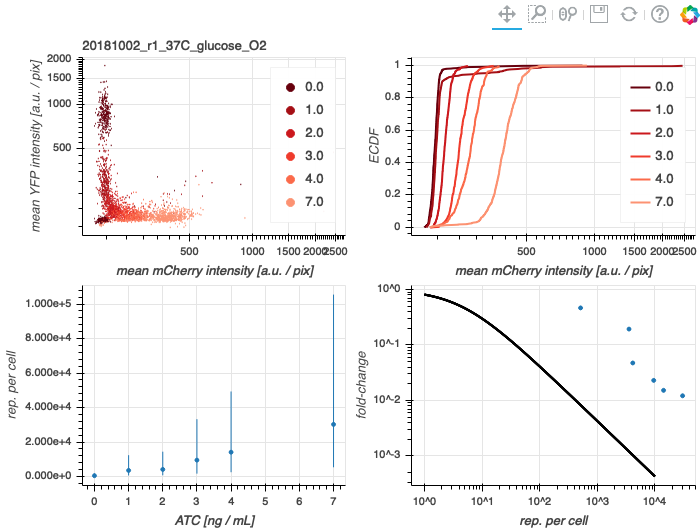 20181002_r1_37C_glucose_O2
mean YFP intensity [a.u. / pix]
2000
1500
1000
500
0.0
1.0
2.0
3.0
4.0
7.0
500 1000 1500 2000 2500
mean mCherry intensity [a.u. / pix]
ECDF
1
0.8
0.6
0.4
0.2
0
0.0
1.0
2.0
3.0
4.0
7.0
500 1000 1500 2000 2500
mean mCherry intensity [a.u. / pix]
rep. per cell
1.000e+5
8.000e+4
6.000e+4
4.000e+4
2.000e+4
0.000e+0
0 1 2 3 4 5 6 7
ATC [ng / mL]
fold-change
10^0
10^-1
10^-2
10^-3
10^0 10^1 10^2 10^3 10^4
rep. per cell